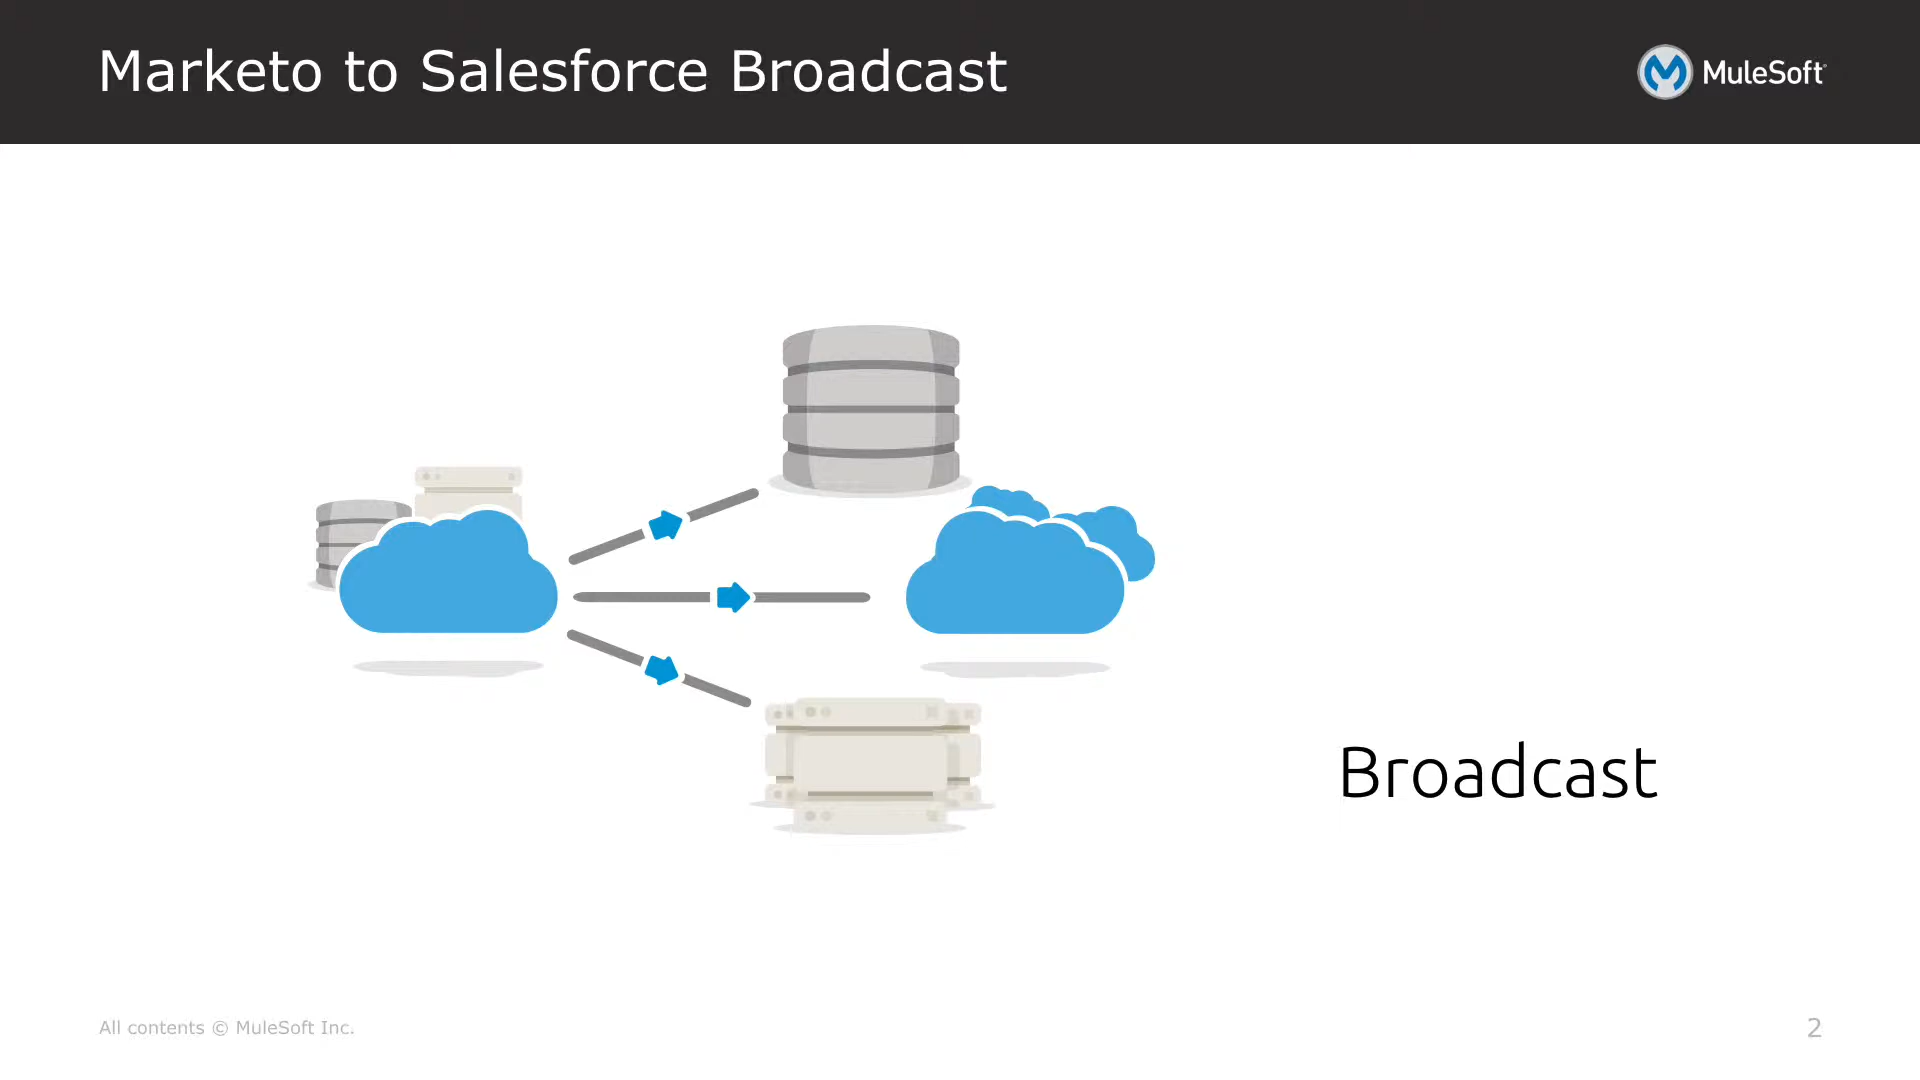 Marketo to Salesforce Broadcast
MuleSoft
Broadcast
All contents © MuleSoft Inc.
2